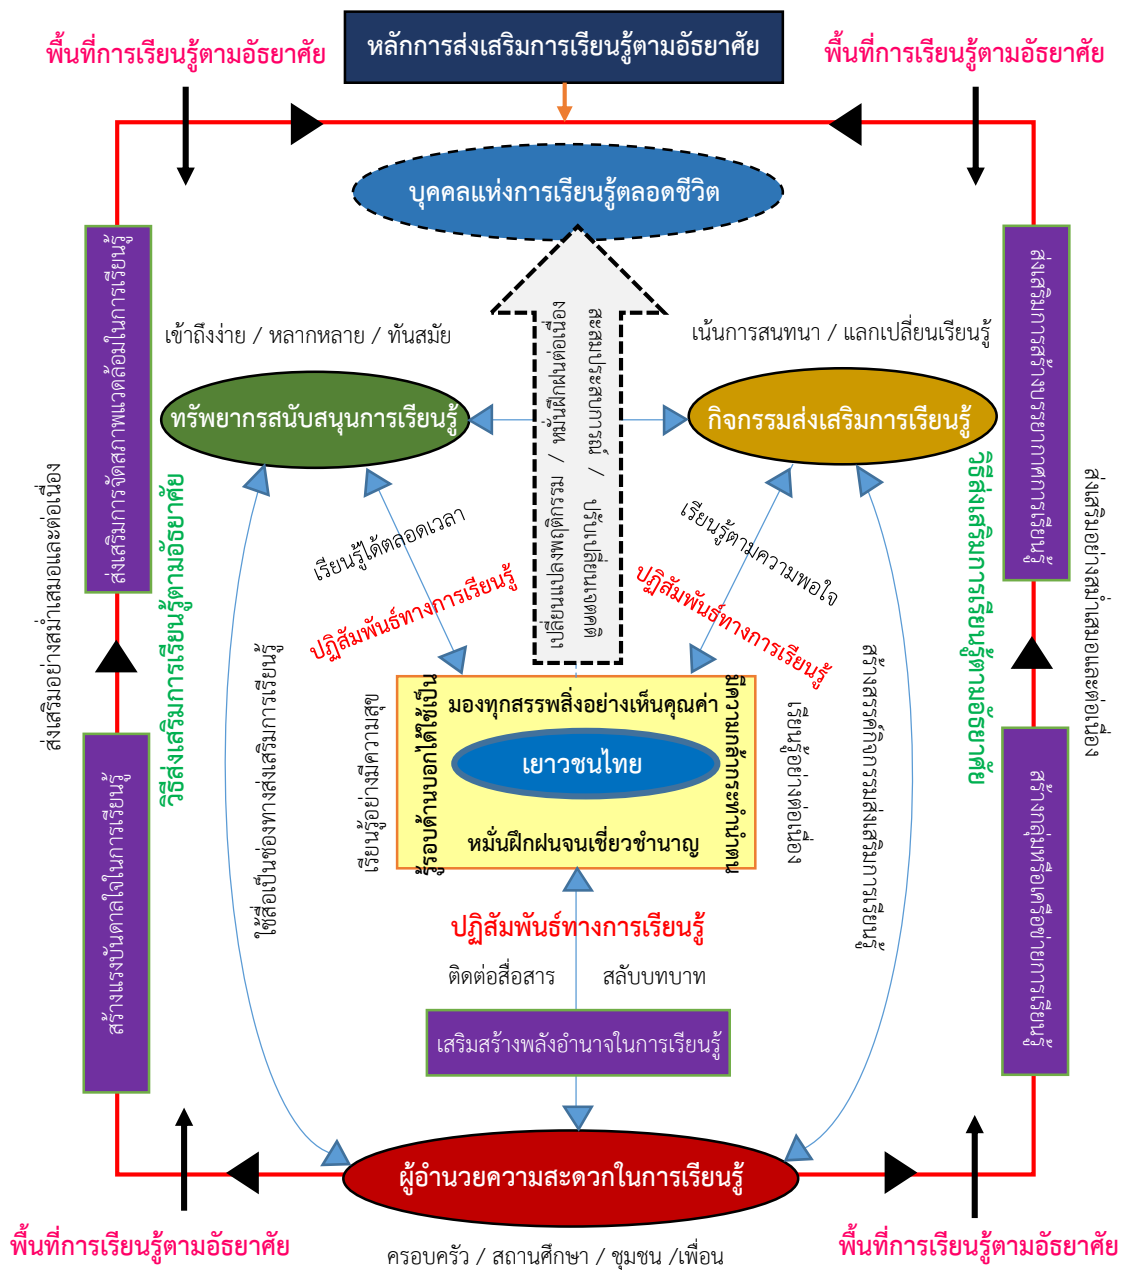 หลักการส่งเสริมการเรียนรู้ตามอัธยาศัย
พื้นที่การเรียนรู้ตามอัธยาศัย
พื้นที่การเรียนรู้ตามอัธยาศัย
บุคคลแห่งการเรียนรู้ตลอดชีวิต
ส่งเสริมการจัดสภาพแวดล้อมในการเรียนรู้
ส่งเสริมการสร้างบรรยากาศการเรียนรู้
เข้าถึงง่าย / หลากหลาย / ทันสมัย
เน้นการสนทนา / แลกเปลี่ยนเรียนรู้
เปลี่ยนแปลงพฤติกรรม / หมั่นฝึกฝนต่อเนื่อง
สะสมประสบการณ์ / ปรับเปลี่ยนเจตคติ
ทรัพยากรสนับสนุนการเรียนรู้
กิจกรรมส่งเสริมการเรียนรู้
ส่งเสริมอย่างสม่ำเสมอและต่อเนื่อง
วิธีส่งเสริมการเรียนรู้ตามอัธยาศัย
วิธีส่งเสริมการเรียนรู้ตามอัธยาศัย
ส่งเสริมอย่างสม่ำเสมอและต่อเนื่อง
เรียนรู้ได้ตลอดเวลา
ปฏิสัมพันธ์ทางการเรียนรู้
เรียนรู้ตามความพอใจ
ปฏิสัมพันธ์ทางการเรียนรู้
ใช้สื่อเป็นช่องทางส่งเสริมการเรียนรู้
สร้างสรรค์กิจกรรมส่งเสริมการเรียนรู้
เรียนรู้อย่างมีความสุข
เรียนรู้อย่างต่อเนื่อง
รู้รอบด้านบอกได้ใช้เป็น
มองทุกสรรพสิ่งอย่างเห็นคุณค่า
มีความกล้ากระทำนำตน
เยาวชนไทย
หมั่นฝึกฝนจนเชี่ยวชำนาญ
สร้างแรงบันดาลใจในการเรียนรู้
สร้างกลุ่มหรือเครือข่ายการเรียนรู้
ปฏิสัมพันธ์ทางการเรียนรู้
ติดต่อสื่อสาร สลับบทบาท
เสริมสร้างพลังอำนาจในการเรียนรู้
ผู้อำนวยความสะดวกในการเรียนรู้
พื้นที่การเรียนรู้ตามอัธยาศัย
พื้นที่การเรียนรู้ตามอัธยาศัย
ครอบครัว / สถานศึกษา / ชุมชน /เพื่อน